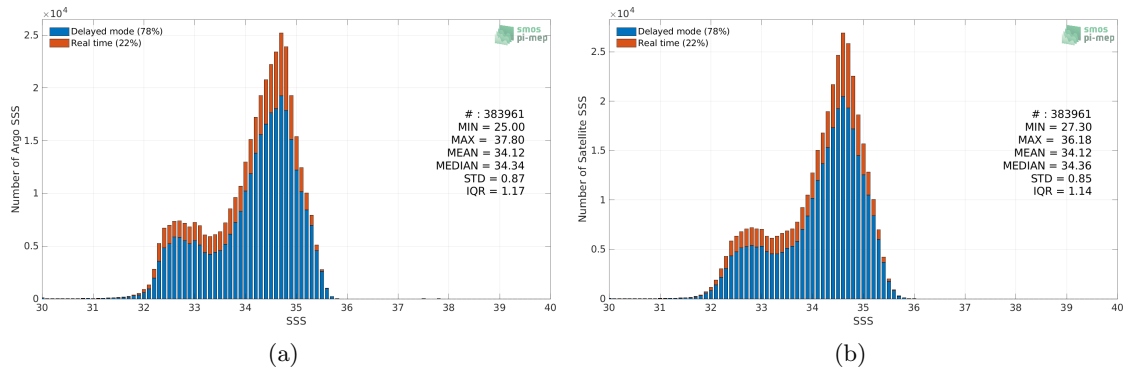 ×10⁴
Delayed mode (78%)
Real time (22%)
smos
pi-mep
# : 383961
MIN = 25.00
MAX = 37.80
MEAN = 34.12
MEDIAN = 34.34
STD = 0.87
IQR = 1.17
Number of Argo SSS
2.5
2
1.5
1
0.5
0
30 31 32 33 34 35 36 37 38 39 40
SSS
(a)
×10⁴
Delayed mode (78%)
Real time (22%)
smos
pi-mep
# : 383961
MIN = 27.30
MAX = 36.18
MEAN = 34.12
MEDIAN = 34.36
STD = 0.85
IQR = 1.14
Number of Satellite SSS
2.5
2
1.5
1
0.5
0
30 31 32 33 34 35 36 37 38 39 40
SSS
(b)